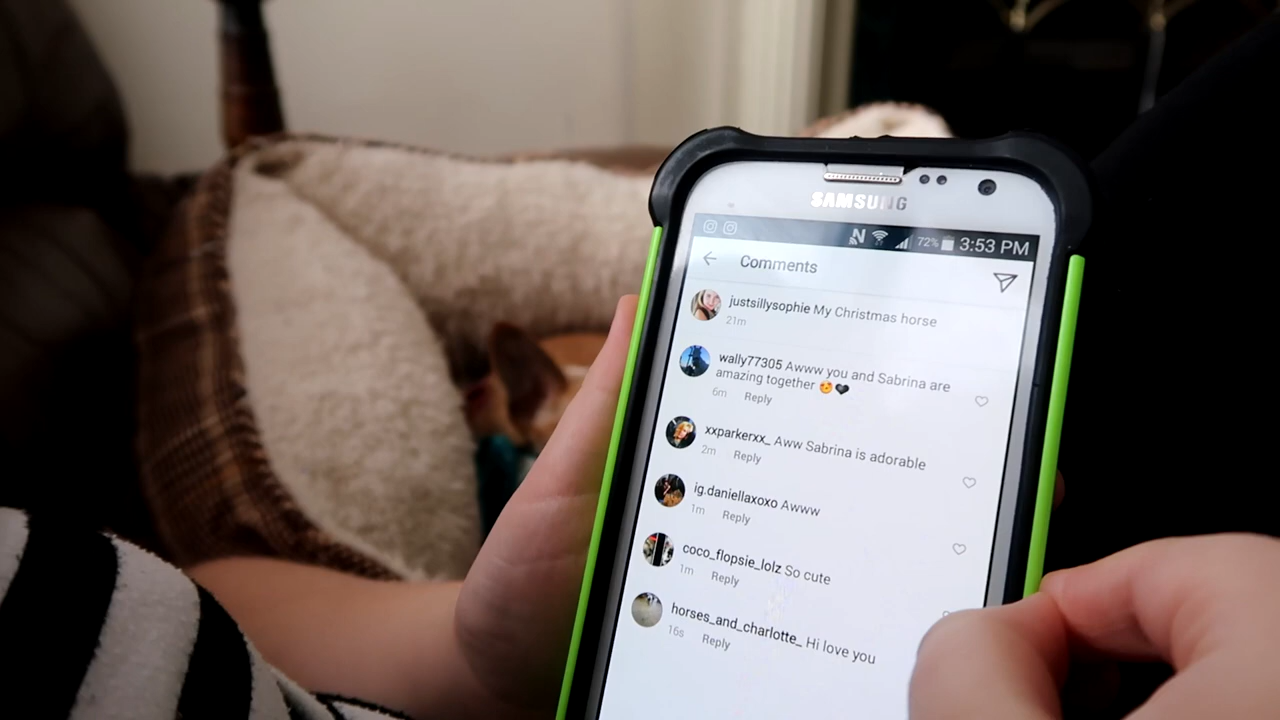 SAMSUNG
72% 3:53 PM
Comments
justsillysophie My Christmas horse
21m
wally77305 Awww you and Sabrina are
amazing together 😍🖤
6m Reply
xxparkerxx_ Aww Sabrina is adorable
2m Reply
ig.daniellaxoxo Awww
1m Reply
coco_flopsie_lolz So cute
1m Reply
horses_and_charlotte_ Hi love you
16s Reply